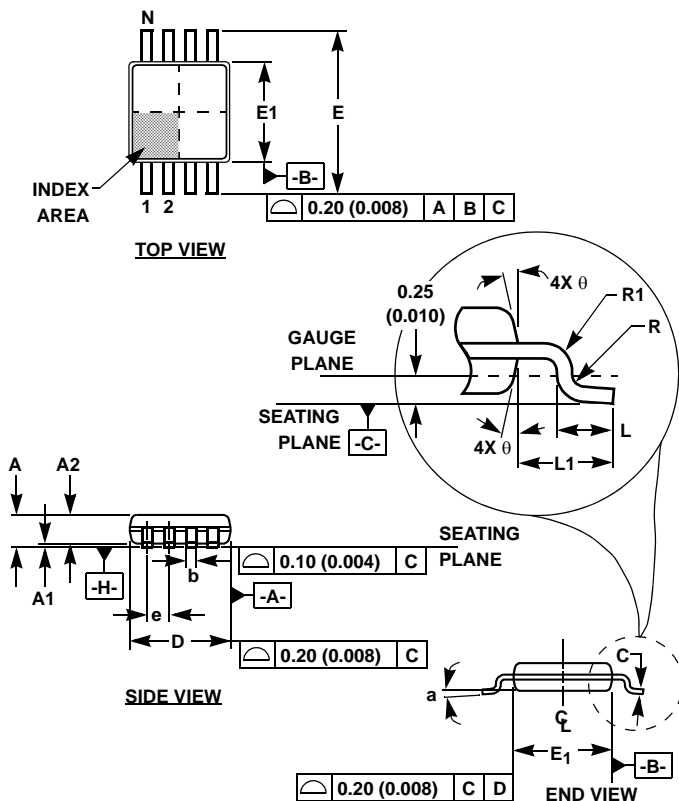 N
E1
E
-B-
INDEX
AREA
1 2
0.20 (0.008) A B C
TOP VIEW
0.25
(0.010)
4X θ
R1
R
GAUGE
PLANE
SEATING
PLANE
-C-
4X θ
L
L1
A A2
SEATING
PLANE
A1
-H-
b
0.10 (0.004) C
e
-A-
D
0.20 (0.008) C
SIDE VIEW
C
a
CL
E1
-B-
0.20 (0.008) C D
END VIEW